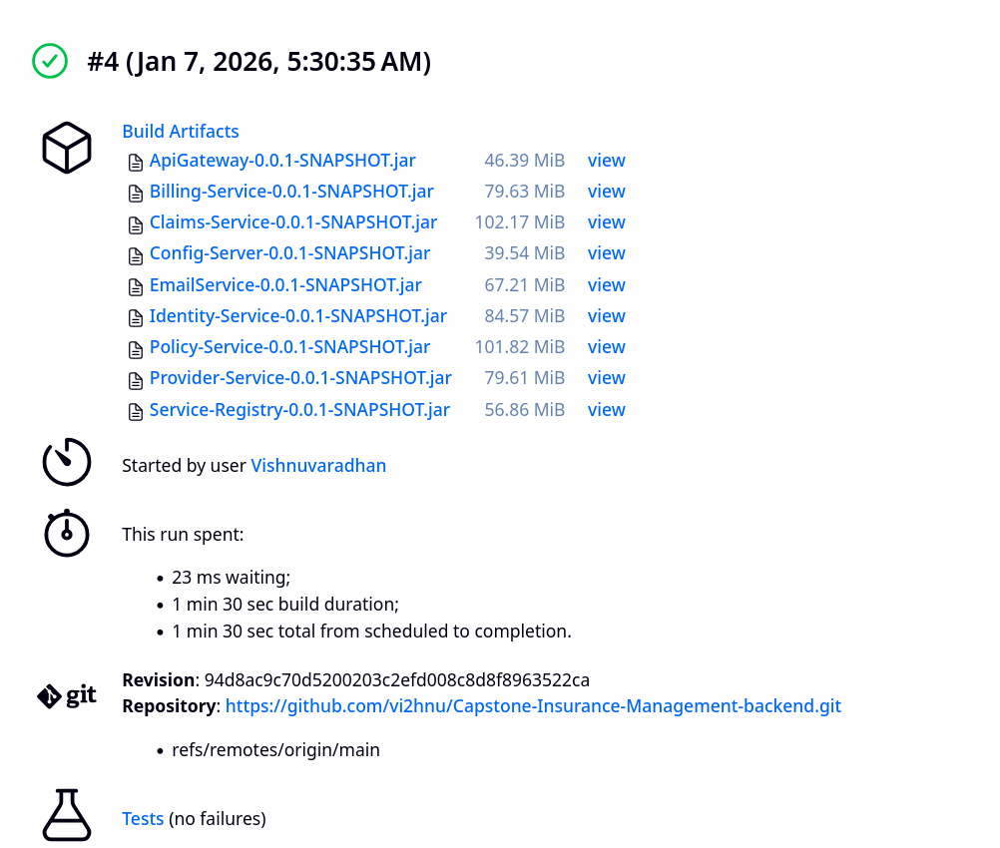 #4 (Jan 7, 2026, 5:30:35 AM)
Build Artifacts
ApiGateway-0.0.1-SNAPSHOT.jar 46.39 MiB view
Billing-Service-0.0.1-SNAPSHOT.jar 79.63 MiB view
Claims-Service-0.0.1-SNAPSHOT.jar 102.17 MiB view
Config-Server-0.0.1-SNAPSHOT.jar 39.54 MiB view
EmailService-0.0.1-SNAPSHOT.jar 67.21 MiB view
Identity-Service-0.0.1-SNAPSHOT.jar 84.57 MiB view
Policy-Service-0.0.1-SNAPSHOT.jar 101.82 MiB view
Provider-Service-0.0.1-SNAPSHOT.jar 79.61 MiB view
Service-Registry-0.0.1-SNAPSHOT.jar 56.86 MiB view
Started by user Vishnuvaradhan
This run spent:
• 23 ms waiting;
• 1 min 30 sec build duration;
• 1 min 30 sec total from scheduled to completion.
git
Revision: 94d8ac9c70d5200203c2efd008c8d8f8963522ca
Repository: https://github.com/vi2hnu/Capstone-Insurance-Management-backend.git
• refs/remotes/origin/main
Tests (no failures)